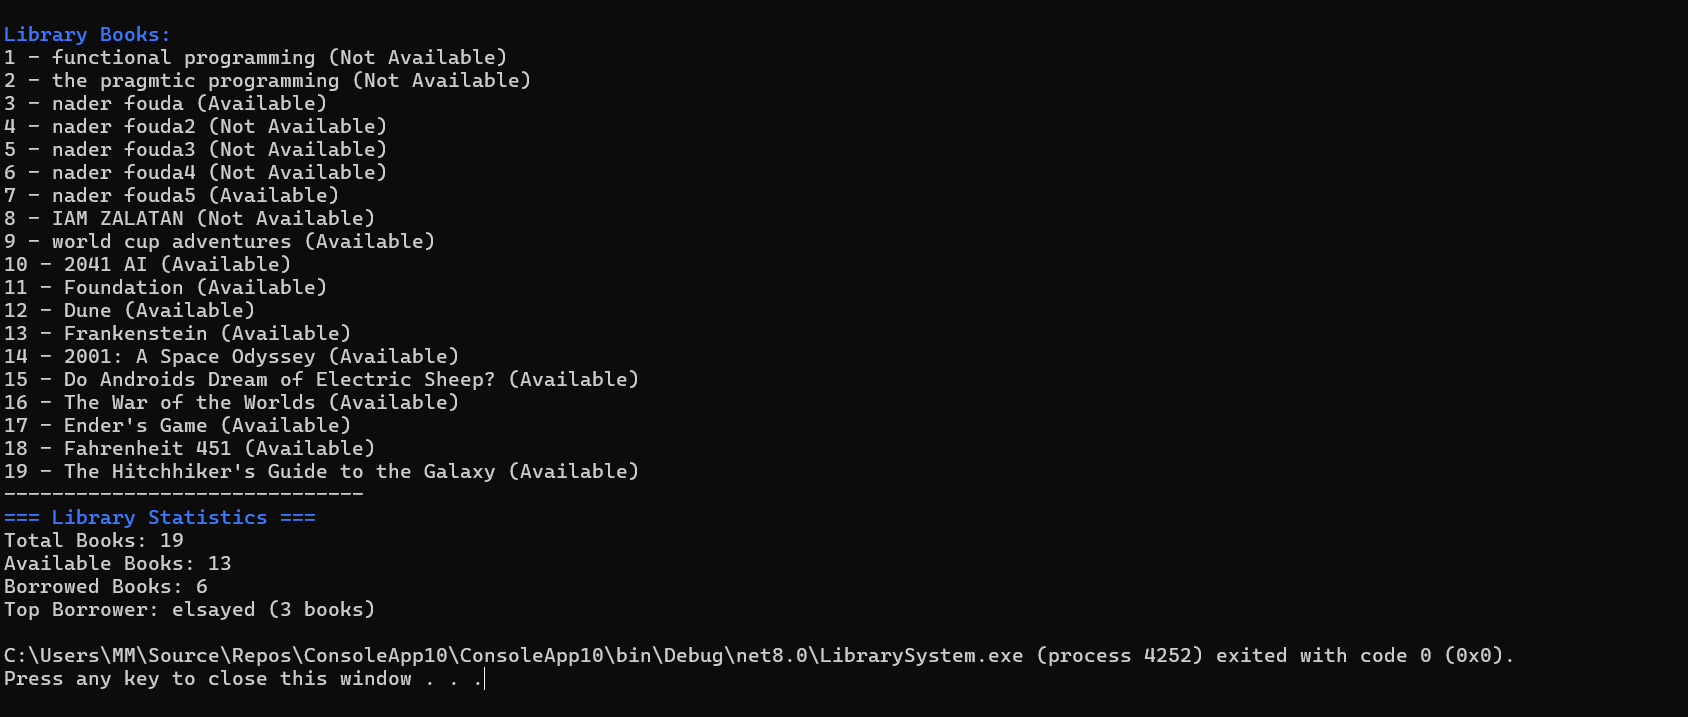 Library Books:
1 - functional programming (Not Available)
2 - the pragmtic programming (Not Available)
3 - nader fouda (Available)
4 - nader fouda2 (Not Available)
5 - nader fouda3 (Not Available)
6 - nader fouda4 (Not Available)
7 - nader fouda5 (Available)
8 - IAM ZALATAN (Not Available)
9 - world cup adventures (Available)
10 - 2041 AI (Available)
11 - Foundation (Available)
12 - Dune (Available)
13 - Frankenstein (Available)
14 - 2001: A Space Odyssey (Available)
15 - Do Androids Dream of Electric Sheep? (Available)
16 - The War of the Worlds (Available)
17 - Ender's Game (Available)
18 - Fahrenheit 451 (Available)
19 - The Hitchhiker's Guide to the Galaxy (Available)
------------------------------
=== Library Statistics ===
Total Books: 19
Available Books: 13
Borrowed Books: 6
Top Borrower: elsayed (3 books)
C:\Users\MM\Source\Repos\ConsoleApp10\ConsoleApp10\bin\Debug\net8.0\LibrarySystem.exe (process 4252) exited with code 0 (0x0).
Press any key to close this window . . .